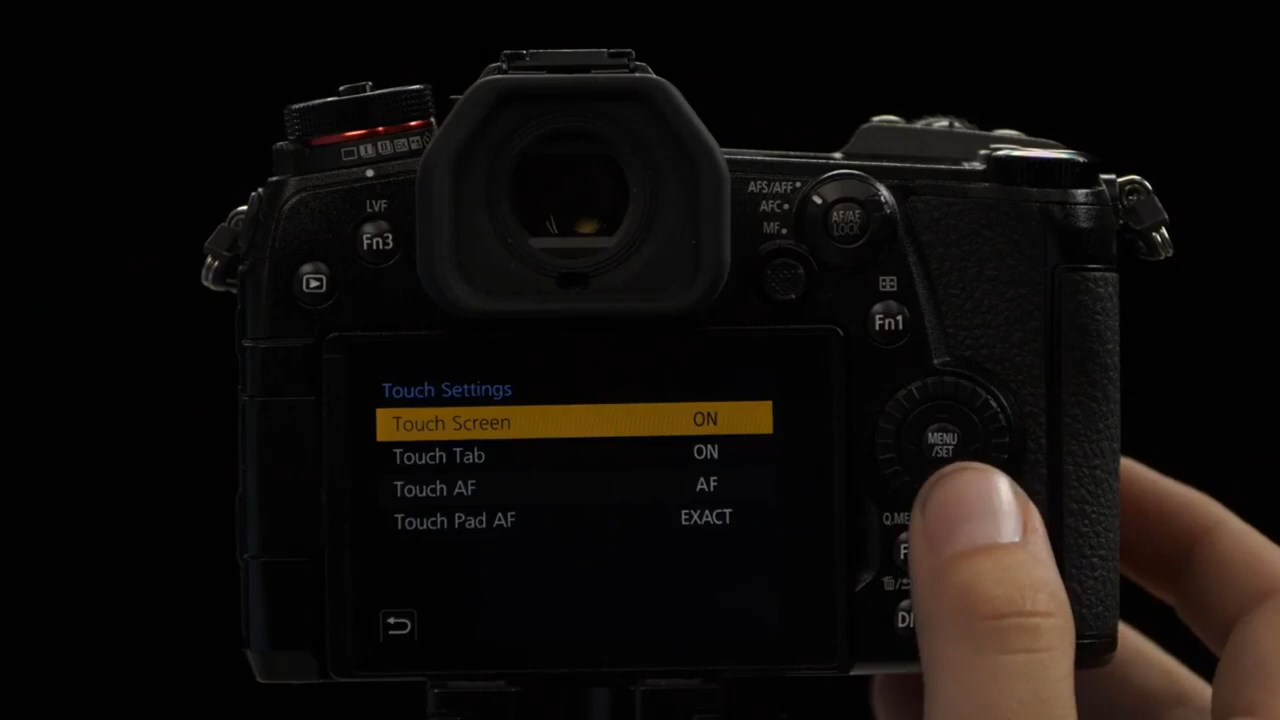 LVF
Fn3
AFS/AFF
AFC
MF
AF/AE
LOCK
Fn1
Touch Settings
Touch Screen ON
Touch Tab ON
Touch AF AF
Touch Pad AF EXACT
MENU
/SET